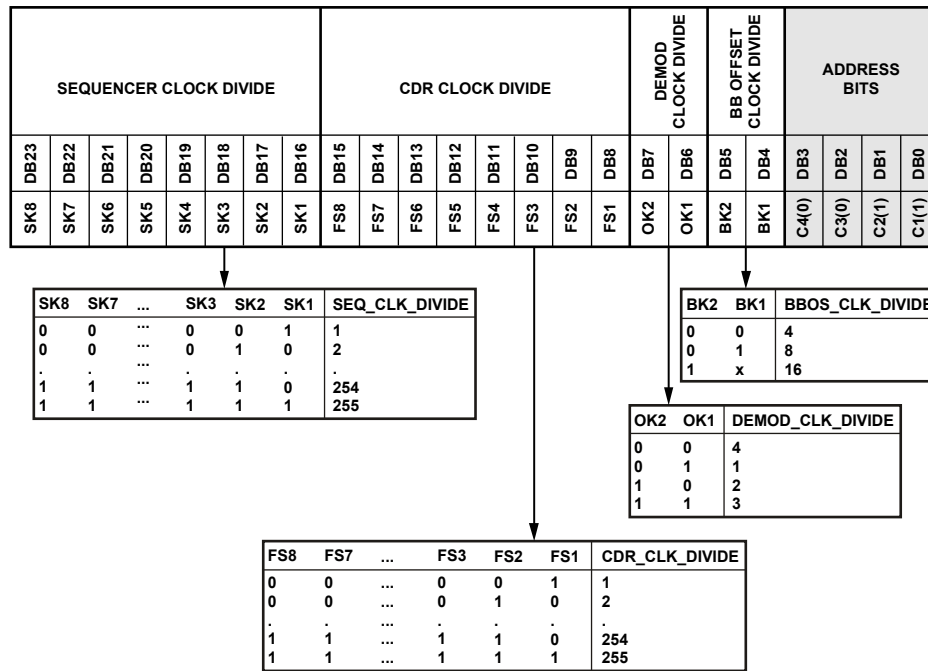 SEQUENCER CLOCK DIVIDE
CDR CLOCK DIVIDE
DEMOD
CLOCK DIVIDE
BB OFFSET
CLOCK DIVIDE
ADDRESS
BITS
DB23 DB22 DB21 DB20 DB19 DB18 DB17 DB16 DB15 DB14 DB13 DB12 DB11 DB10 DB9 DB8 DB7 DB6 DB5 DB4 DB3 DB2 DB1 DB0
SK8 SK7 SK6 SK5 SK4 SK3 SK2 SK1 FS8 FS7 FS6 FS5 FS4 FS3 FS2 FS1 OK2 OK1 BK2 BK1 C4(0) C3(0) C2(1) C1(1)
SK8 SK7 ... SK3 SK2 SK1 SEQ_CLK_DIVIDE
0 0 ... 0 0 1 1
0 0 ... 0 1 0 2
. . ... . . . .
1 1 ... 1 1 0 254
1 1 ... 1 1 1 255
BK2 BK1 BBOS_CLK_DIVIDE
0 0 4
0 1 8
1 x 16
OK2 OK1 DEMOD_CLK_DIVIDE
0 0 4
0 1 1
1 0 2
1 1 3
FS8 FS7 ... FS3 FS2 FS1 CDR_CLK_DIVIDE
0 0 ... 0 0 1 1
0 0 ... 0 1 0 2
. . ... . . . .
1 1 ... 1 1 0 254
1 1 ... 1 1 1 255